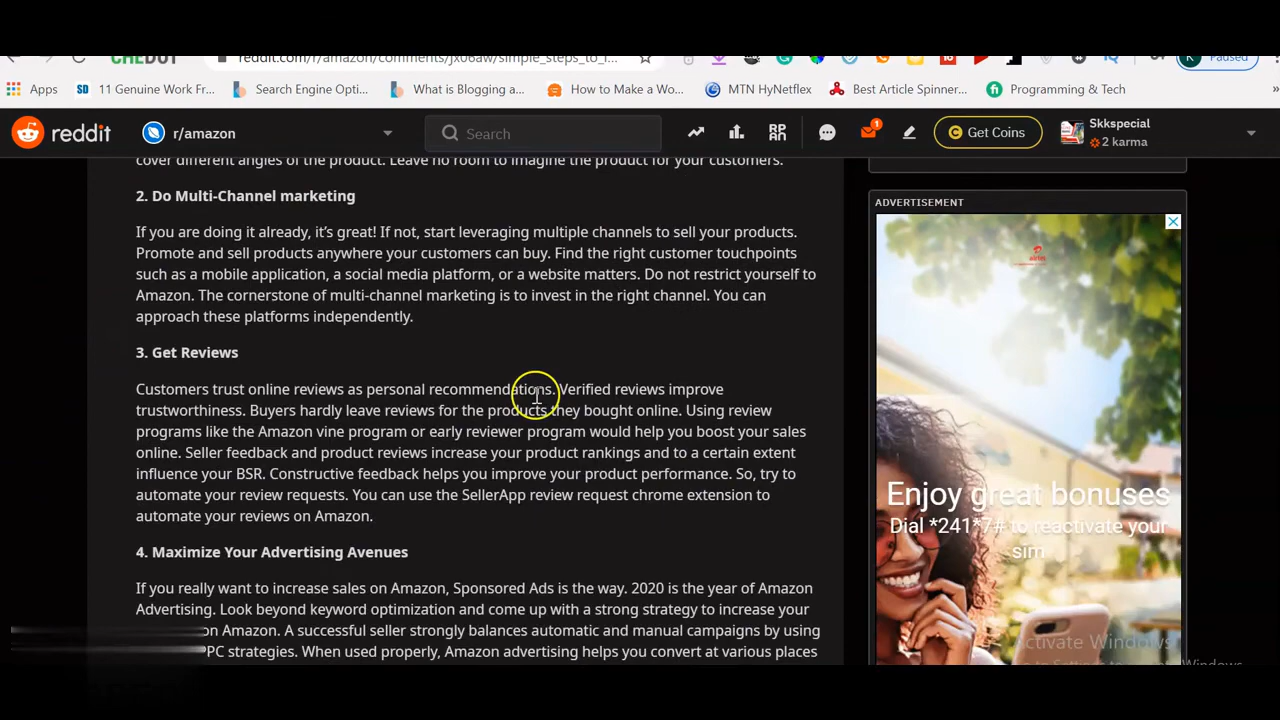 CHEDOT
reddit.com/r/amazon/comments/jx06aw/simple_steps_to_i...
Paused
Apps
SD 11 Genuine Work Fr...
Search Engine Opti...
What is Blogging a...
How to Make a Wo...
MTN HyNetflex
Best Article Spinner...
Programming & Tech
»
reddit
r/amazon
Search
1
Get Coins
Skkspecial
2 karma
cover different angles of the product. Leave no room to imagine the product for your customers.
2. Do Multi-Channel marketing
If you are doing it already, it’s great! If not, start leveraging multiple channels to sell your products.
Promote and sell products anywhere your customers can buy. Find the right customer touchpoints
such as a mobile application, a social media platform, or a website matters. Do not restrict yourself to
Amazon. The cornerstone of multi-channel marketing is to invest in the right channel. You can
approach these platforms independently.
3. Get Reviews
Customers trust online reviews as personal recommendations. Verified reviews improve
trustworthiness. Buyers hardly leave reviews for the products they bought online. Using review
programs like the Amazon vine program or early reviewer program would help you boost your sales
online. Seller feedback and product reviews increase your product rankings and to a certain extent
influence your BSR. Constructive feedback helps you improve your product performance. So, try to
automate your review requests. You can use the SellerApp review request chrome extension to
automate your reviews on Amazon.
4. Maximize Your Advertising Avenues
If you really want to increase sales on Amazon, Sponsored Ads is the way. 2020 is the year of Amazon
Advertising. Look beyond keyword optimization and come up with a strong strategy to increase your
on Amazon. A successful seller strongly balances automatic and manual campaigns by using
PPC strategies. When used properly, Amazon advertising helps you convert at various places
ADVERTISEMENT
airtel
Enjoy great bonuses
Dial *241*7# to reactivate your
sim
Activate Windows
Go to Settings to activate Windows.